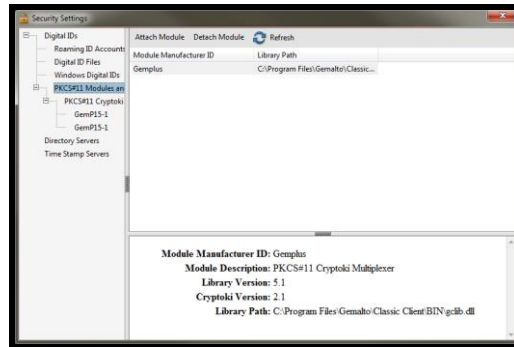 Security Settings
Digital IDs
Roaming ID Accounts
Digital ID Files
Windows Digital IDs
PKCS#11 Modules an
PKCS#11 Cryptoki
GemP15-1
GemP15-1
Directory Servers
Time Stamp Servers
Attach Module Detach Module Refresh
Module Manufacturer ID Library Path
Gemplus C:\Program Files\Gemalto\Classic...
Module Manufacturer ID: Gemplus
Module Description: PKCS#11 Cryptoki Multiplexer
Library Version: 5.1
Cryptoki Version: 2.1
Library Path: C:\Program Files\Gemalto\Classic Client\BIN\gclib.dll